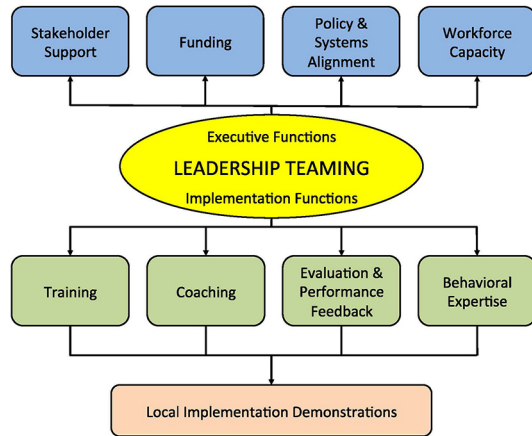 Stakeholder
Support
Funding
Policy &
Systems
Alignment
Workforce
Capacity
Executive Functions
LEADERSHIP TEAMING
Implementation Functions
Training
Coaching
Evaluation &
Performance
Feedback
Behavioral
Expertise
Local Implementation Demonstrations